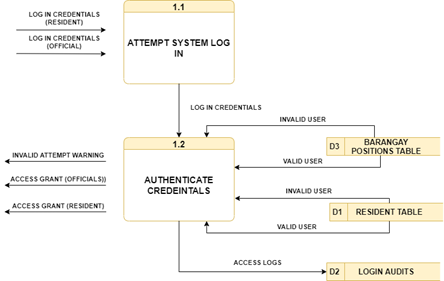 1.1
LOG IN CREDENTIALS
(RESIDENT)
LOG IN CREDENTIALS
(OFFICIAL)
ATTEMPT SYSTEM LOG
IN
LOG IN CREDENTIALS
INVALID USER
1.2
D3
BARANGAY
POSITIONS TABLE
INVALID ATTEMPT WARNING
VALID USER
AUTHENTICATE
CREDEINTALS
ACCESS GRANT (OFFICIALS))
INVALID USER
ACCESS GRANT (RESIDENT)
D1
RESIDENT TABLE
VALID USER
ACCESS LOGS
D2
LOGIN AUDITS